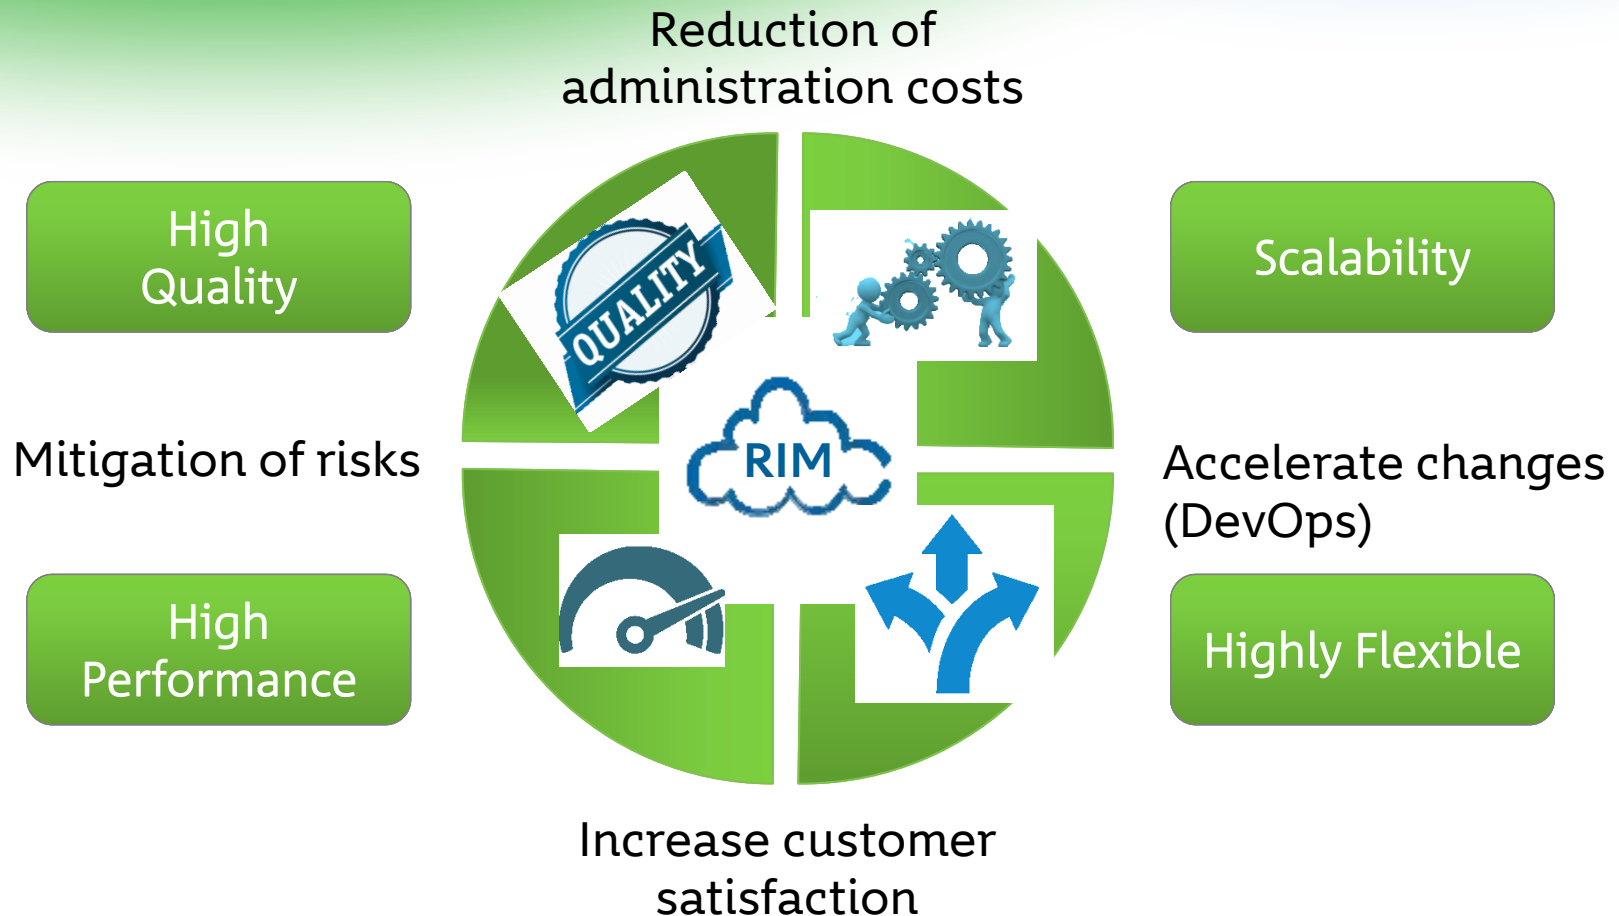 Reduction of
administration costs
High
Quality
QUALITY
Scalability
Mitigation of risks
RIM
Accelerate changes
(DevOps)
High
Performance
Highly Flexible
Increase customer
satisfaction